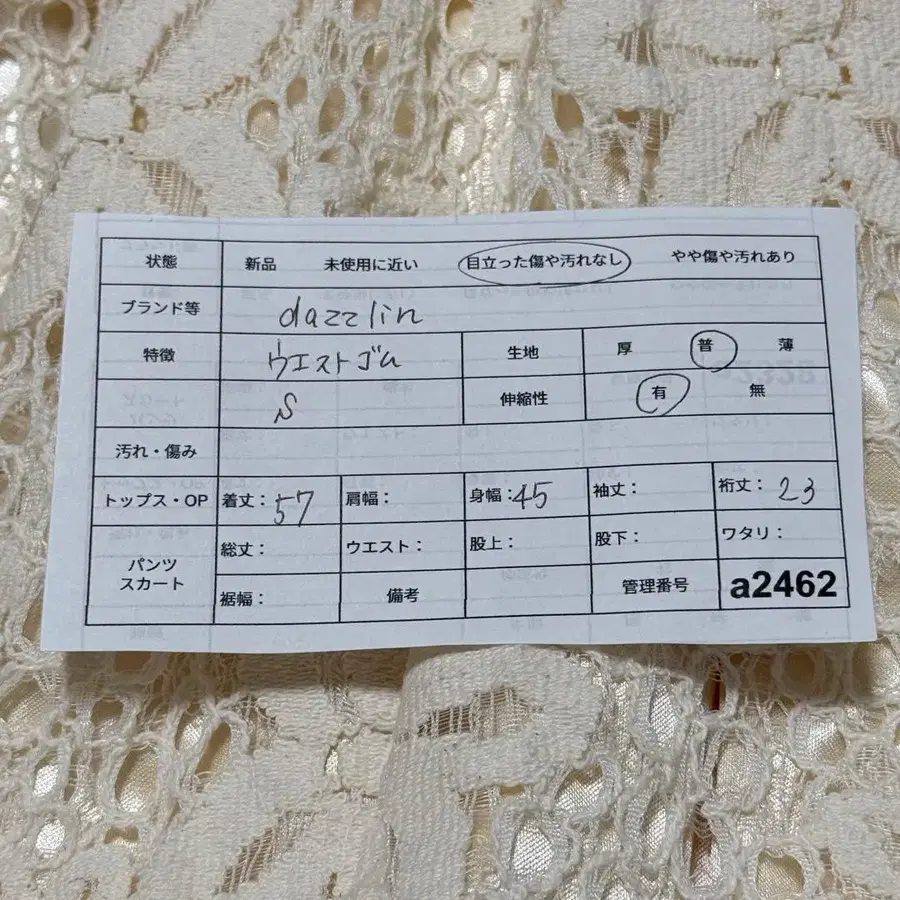 状態 新品 未使用に近い 目立った傷や汚れなし やや傷や汚れあり
ブランド等 dazzlin
特徴 ウエストゴム 生地 厚 普 薄
S 伸縮性 有 無
汚れ・傷み
トップス・OP 着丈：57 肩幅： 身幅：45 袖丈： 裄丈：23
パンツ スカート
総丈： ウエスト： 股上： 股下： ワタリ：
裾幅： 備考 管理番号 a2462